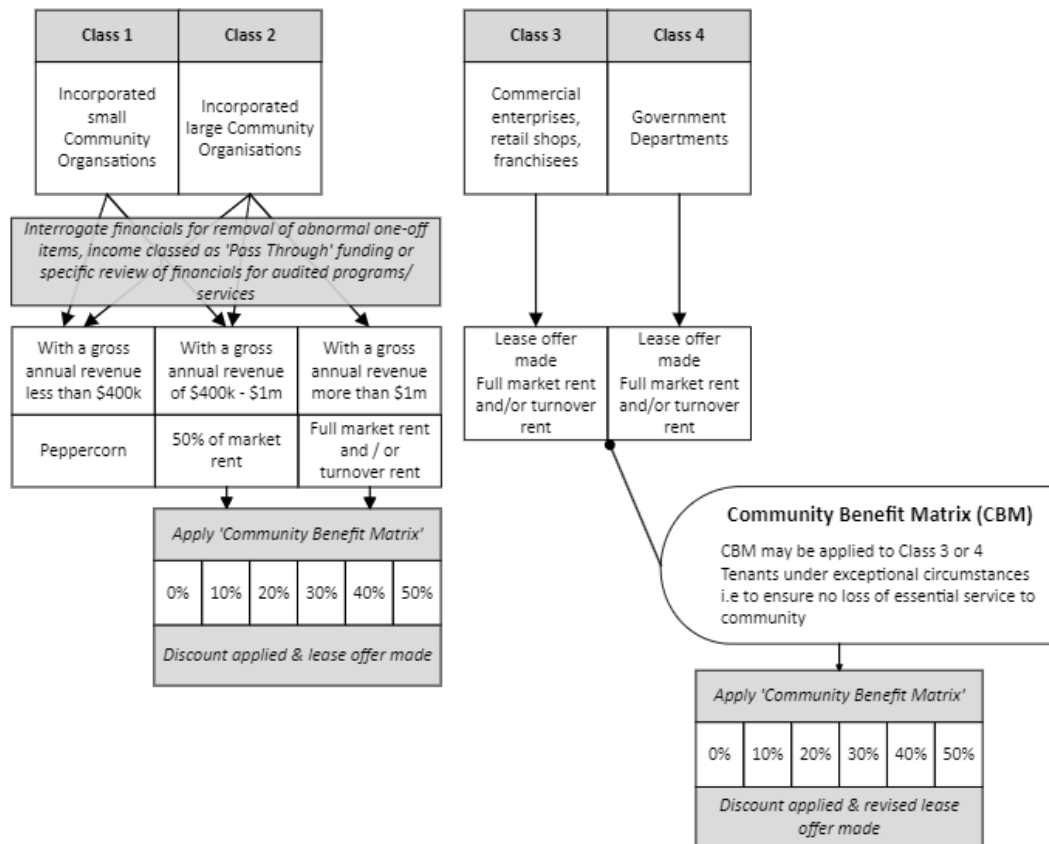 Class 1
Class 2
Incorporated
small
Community
Organsations
Incorporated
large Community
Organisations
Class 3
Class 4
Commercial
enterprises,
retail shops,
franchisees
Government
Departments
Interrogate financials for removal of abnormal one-off
items, income classed as 'Pass Through' funding or
specific review of financials for audited programs/
services
With a gross
annual revenue
less than $400k
With a gross
annual revenue
of $400k - $1m
With a gross
annual revenue
more than $1m
Peppercorn
50% of market
rent
Full market rent
and / or
turnover rent
Apply 'Community Benefit Matrix'
0% 10% 20% 30% 40% 50%
Discount applied & lease offer made
Lease offer
made
Full market rent
and/or turnover
rent
Lease offer
made
Full market rent
and/or turnover
rent
Community Benefit Matrix (CBM)
CBM may be applied to Class 3 or 4
Tenants under exceptional circumstances
i.e to ensure no loss of essential service to
community
Apply 'Community Benefit Matrix'
0% 10% 20% 30% 40% 50%
Discount applied & revised lease
offer made